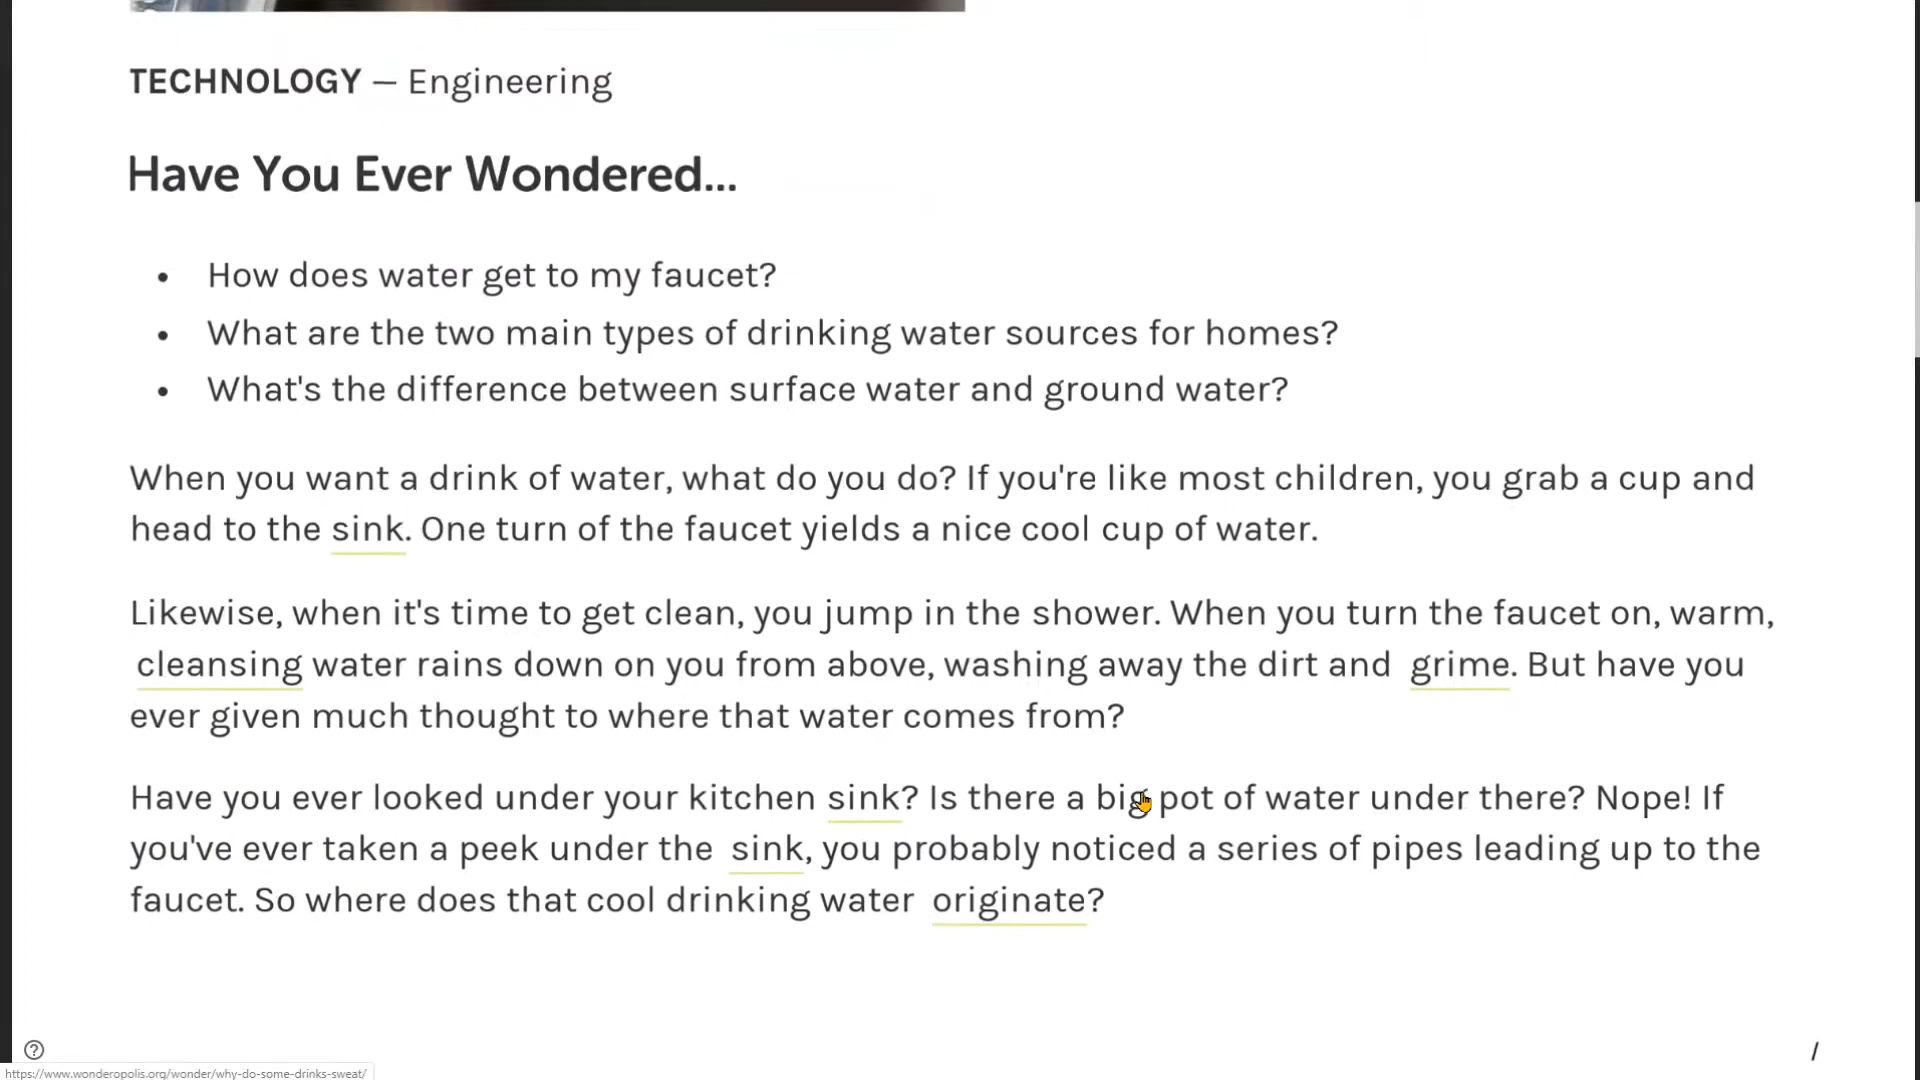 TECHNOLOGY — Engineering
Have You Ever Wondered...
• How does water get to my faucet?
• What are the two main types of drinking water sources for homes?
• What's the difference between surface water and ground water?
When you want a drink of water, what do you do? If you're like most children, you grab a cup and
head to the sink. One turn of the faucet yields a nice cool cup of water.
Likewise, when it's time to get clean, you jump in the shower. When you turn the faucet on, warm,
cleansing water rains down on you from above, washing away the dirt and grime. But have you
ever given much thought to where that water comes from?
Have you ever looked under your kitchen sink? Is there a big pot of water under there? Nope! If
you've ever taken a peek under the sink, you probably noticed a series of pipes leading up to the
faucet. So where does that cool drinking water originate?
/
https://www.wonderopolis.org/wonder/why-do-some-drinks-sweat/